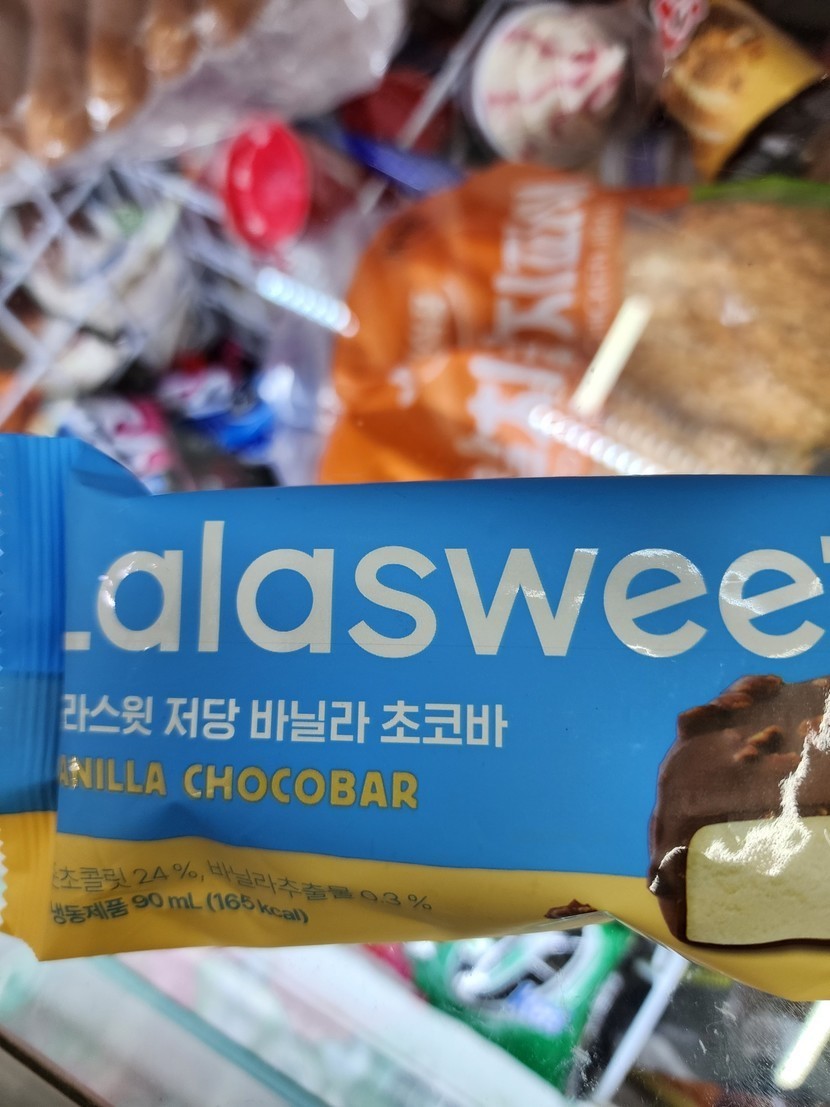 Lalasweet
라스윗 저당 바닐라 초코바
ANILLA CHOCOBAR
초콜릿 24 %, 바닐라추출물 0.3 %
냉동제품 90 mL (165 kcal)